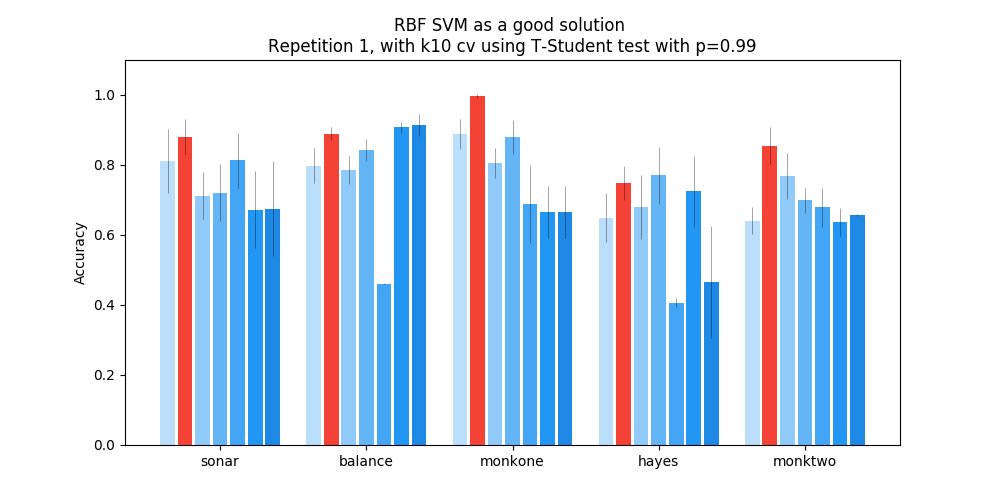 RBF SVM as a good solution
Repetition 1, with k10 cv using T-Student test with p=0.99
Accuracy
1.0
0.8
0.6
0.4
0.2
0.0
sonar balance monkone hayes monktwo